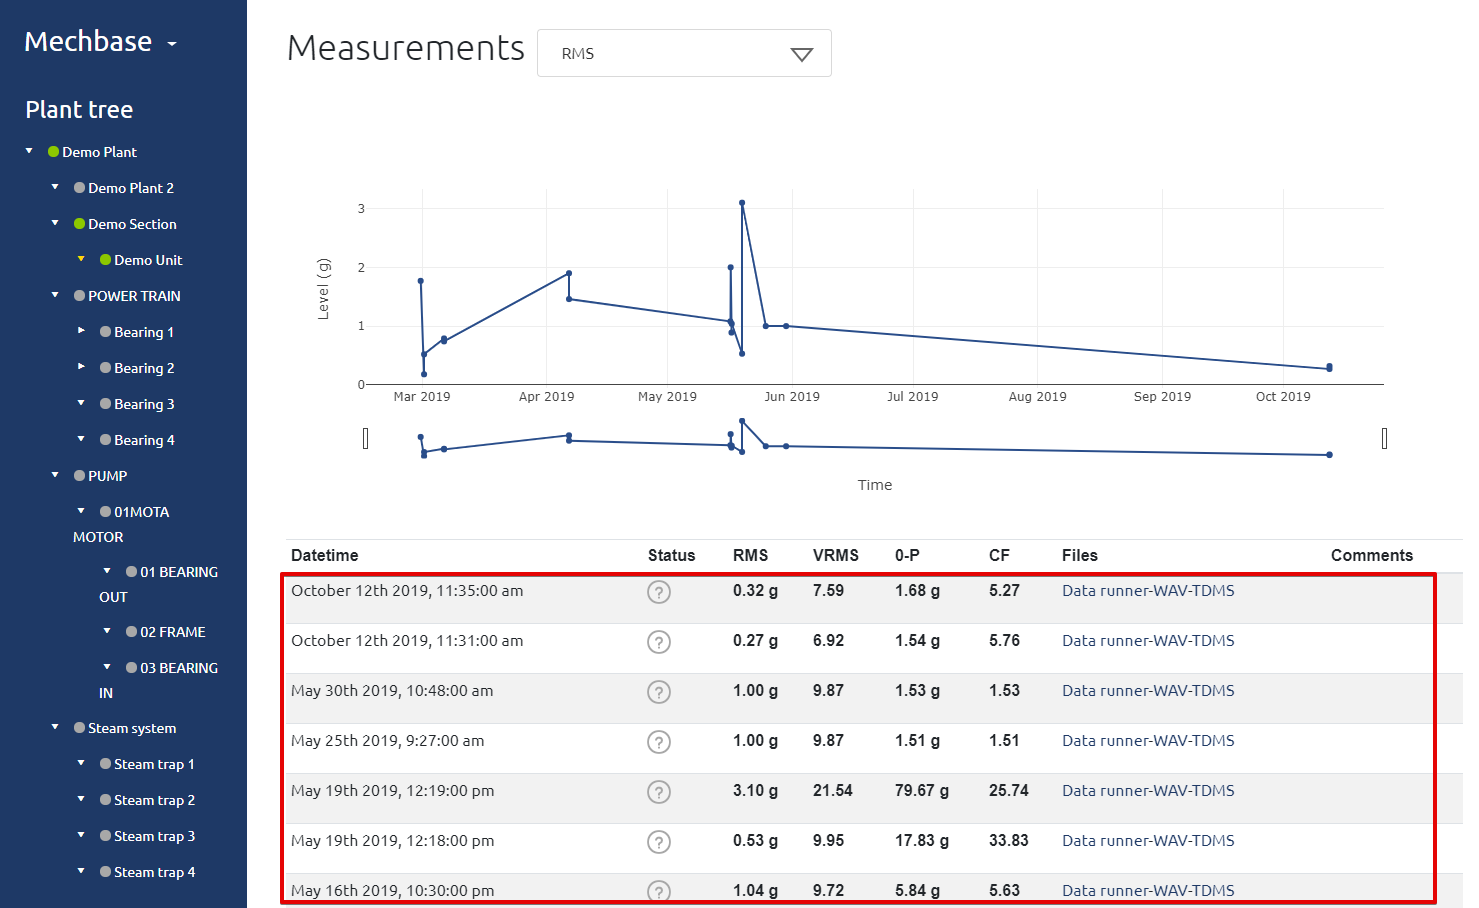 Mechbase
Plant tree
Demo Plant
Demo Plant 2
Demo Section
Demo Unit
POWER TRAIN
Bearing 1
Bearing 2
Bearing 3
Bearing 4
PUMP
01MOTA
MOTOR
01 BEARING
OUT
02 FRAME
03 BEARING
IN
Steam system
Steam trap 1
Steam trap 2
Steam trap 3
Steam trap 4
Measurements RMS
Level (g)
3
2
1
0
Mar 2019 Apr 2019 May 2019 Jun 2019 Jul 2019 Aug 2019 Sep 2019 Oct 2019
Time
Datetime Status RMS VRMS 0-P CF Files Comments
October 12th 2019, 11:35:00 am ? 0.32 g 7.59 1.68 g 5.27 Data runner-WAV-TDMS
October 12th 2019, 11:31:00 am ? 0.27 g 6.92 1.54 g 5.76 Data runner-WAV-TDMS
May 30th 2019, 10:48:00 am ? 1.00 g 9.87 1.53 g 1.53 Data runner-WAV-TDMS
May 25th 2019, 9:27:00 am ? 1.00 g 9.87 1.51 g 1.51 Data runner-WAV-TDMS
May 19th 2019, 12:19:00 pm ? 3.10 g 21.54 79.67 g 25.74 Data runner-WAV-TDMS
May 19th 2019, 12:18:00 pm ? 0.53 g 9.95 17.83 g 33.83 Data runner-WAV-TDMS
May 16th 2019, 10:30:00 pm ? 1.04 g 9.72 5.84 g 5.63 Data runner-WAV-TDMS